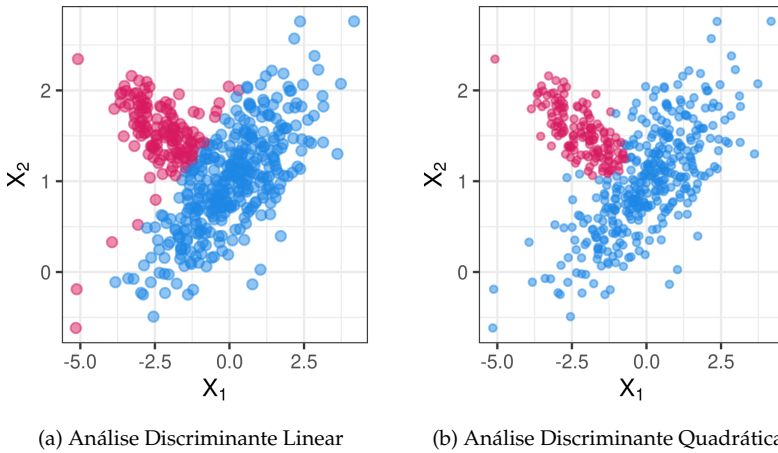 2
1
0
X2
-5.0 -2.5 0.0 2.5
X1
(a) Análise Discriminante Linear
2
1
0
X2
-5.0 -2.5 0.0 2.5
X1
(b) Análise Discriminante Quadrática